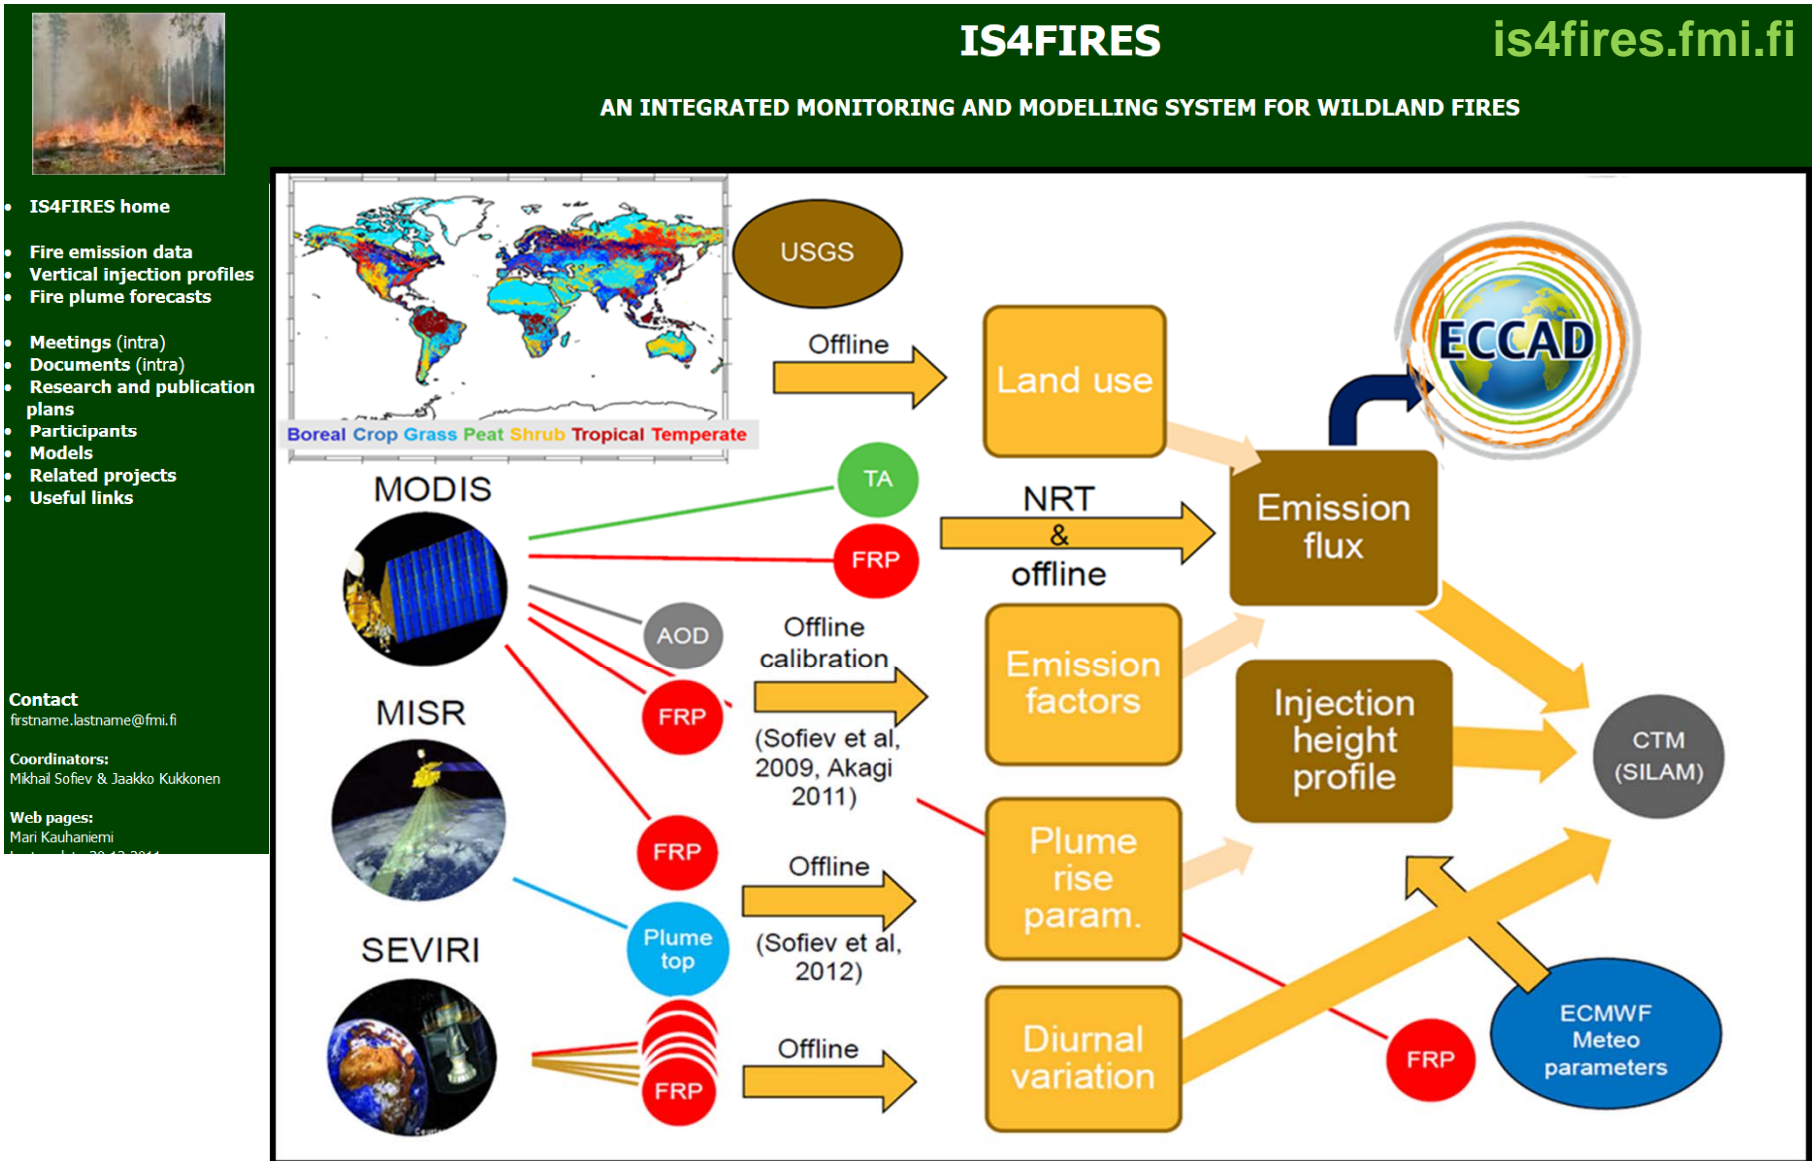 IS4FIRES
is4fires.fmi.fi
AN INTEGRATED MONITORING AND MODELLING SYSTEM FOR WILDLAND FIRES
IS4FIRES home
Fire emission data
Vertical injection profiles
Fire plume forecasts
Meetings (intra)
Documents (intra)
Research and publication
plans
Participants
Models
Related projects
Useful links
Contact
firstname.lastname@fmi.fi
Coordinators:
Mikhail Sofiev & Jaakko Kukkonen
Web pages:
Mari Kauhaniemi
Boreal Crop Grass Peat Shrub Tropical Temperate
USGS
Offline
Land use
ECCAD
MODIS
TA
FRP
NRT
&
offline
Emission
flux
AOD
FRP
Offline
calibration
(Sofiev et al,
2009, Akagi
2011)
Emission
factors
Injection
height
profile
CTM
(SILAM)
MISR
FRP
Plume
top
Offline
(Sofiev et al,
2012)
Plume
rise
param.
SEVIRI
FRP
Offline
Diurnal
variation
FRP
ECMWF
Meteo
parameters